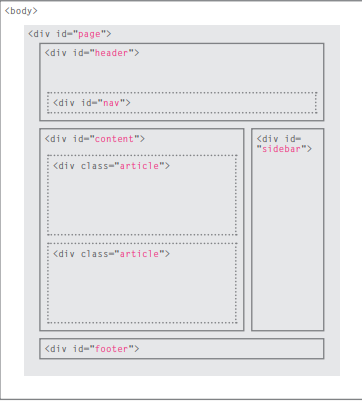 <body>
<div id="page">
<div id="header">
<div id="nav">
<div id="content">
<div id=
"sidebar">
<div class="article">
<div class="article">
<div id="footer">